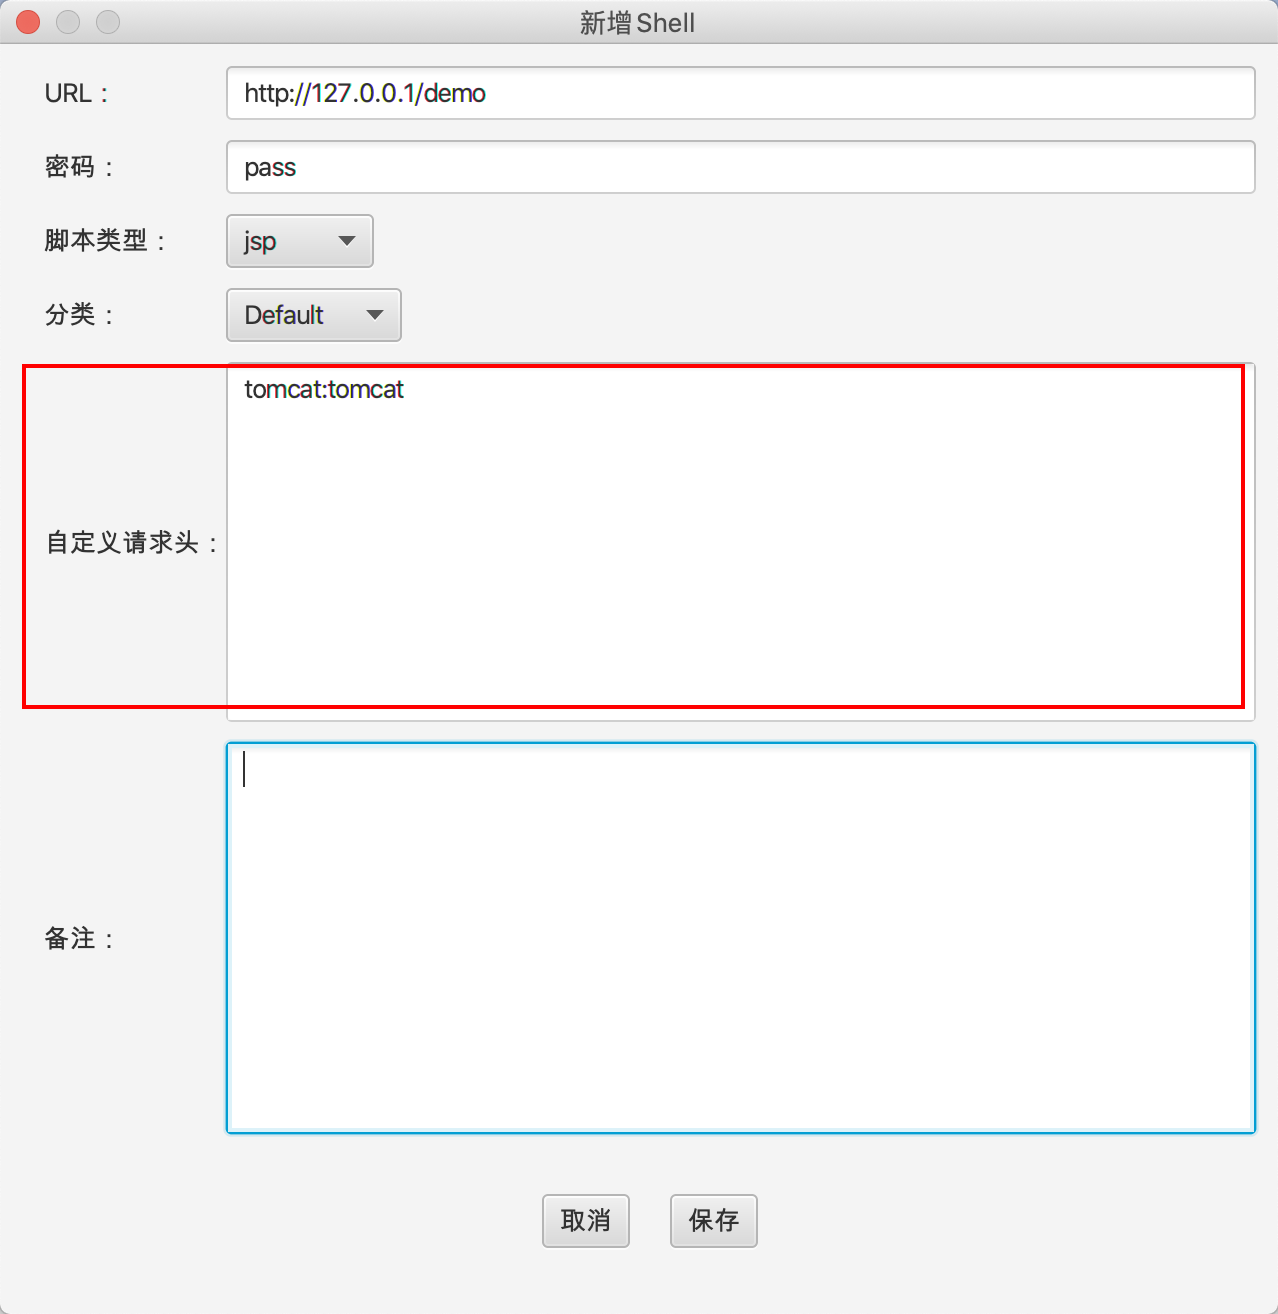 新增Shell
URL：
http://127.0.0.1/demo
密码：
pass
脚本类型：
jsp
分类：
Default
自定义请求头：
tomcat:tomcat
备注：
取消
保存